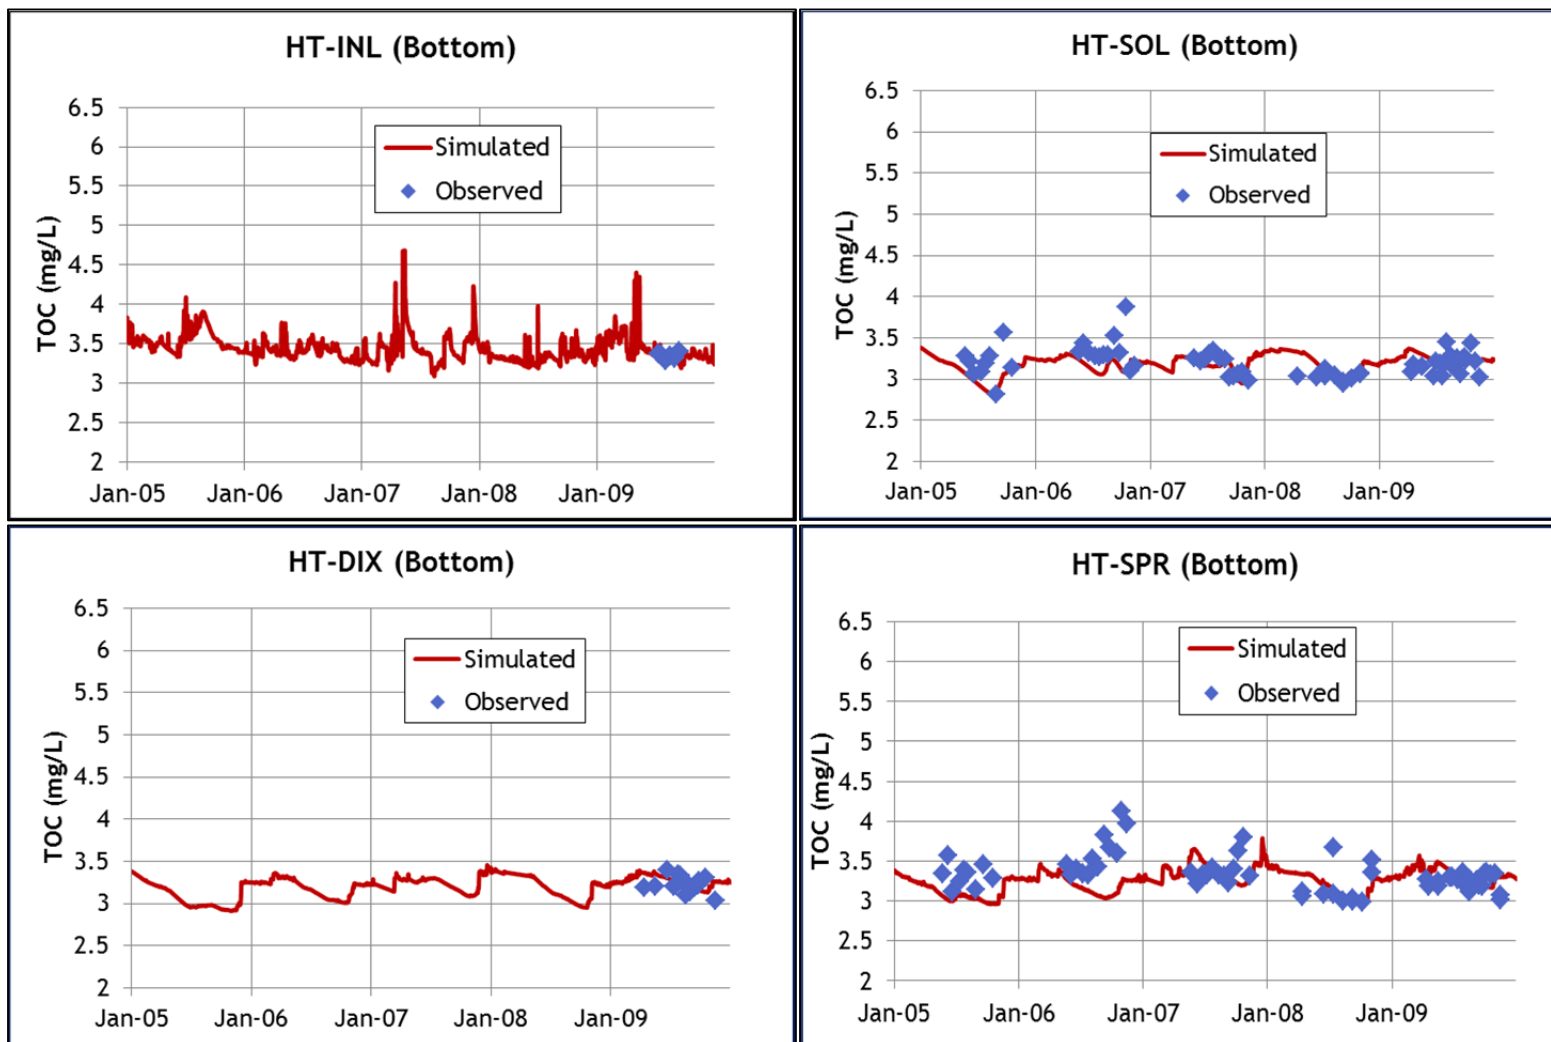 HT-INL (Bottom)
TOC (mg/L)
6.5
6
5.5
5
4.5
4
3.5
3
2.5
2
Simulated
Observed
Jan-05 Jan-06 Jan-07 Jan-08 Jan-09
HT-SOL (Bottom)
TOC (mg/L)
6.5
6
5.5
5
4.5
4
3.5
3
2.5
2
Simulated
Observed
Jan-05 Jan-06 Jan-07 Jan-08 Jan-09
HT-DIX (Bottom)
TOC (mg/L)
6.5
6
5.5
5
4.5
4
3.5
3
2.5
2
Simulated
Observed
Jan-05 Jan-06 Jan-07 Jan-08 Jan-09
HT-SPR (Bottom)
TOC (mg/L)
6.5
6
5.5
5
4.5
4
3.5
3
2.5
2
Simulated
Observed
Jan-05 Jan-06 Jan-07 Jan-08 Jan-09